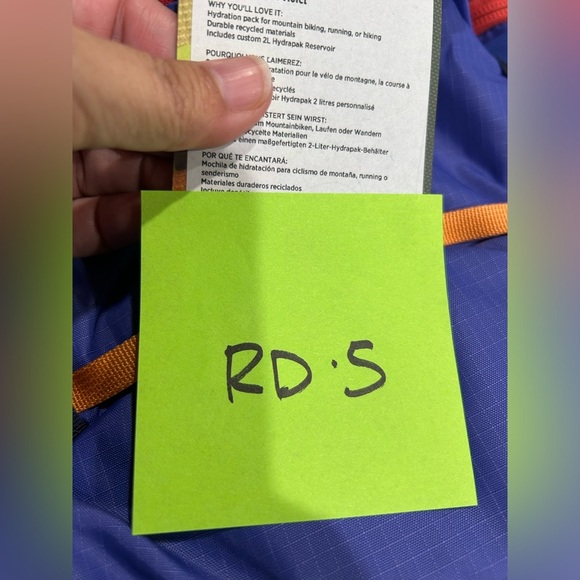 WHY YOU'LL LOVE IT:
Hydration pack for mountain biking, running, or hiking
Durable recycled materials
Includes custom 2L Hydrapak Reservoir
POURQUOI L'AIMEREZ:
pour le vélo de montagne, la course à
recyclés
Hydrapak 2 litres personnalisé
WIRST:
Mountainbiken, Laufen oder Wandern
Materialien
einen maßgefertigten 2-Liter-Hydrapak-Behälter
POR QUÉ TE ENCANTARÁ:
Mochila de hidratación para ciclismo de montaña, running o
senderismo
Materiales duraderos reciclados
RD·5